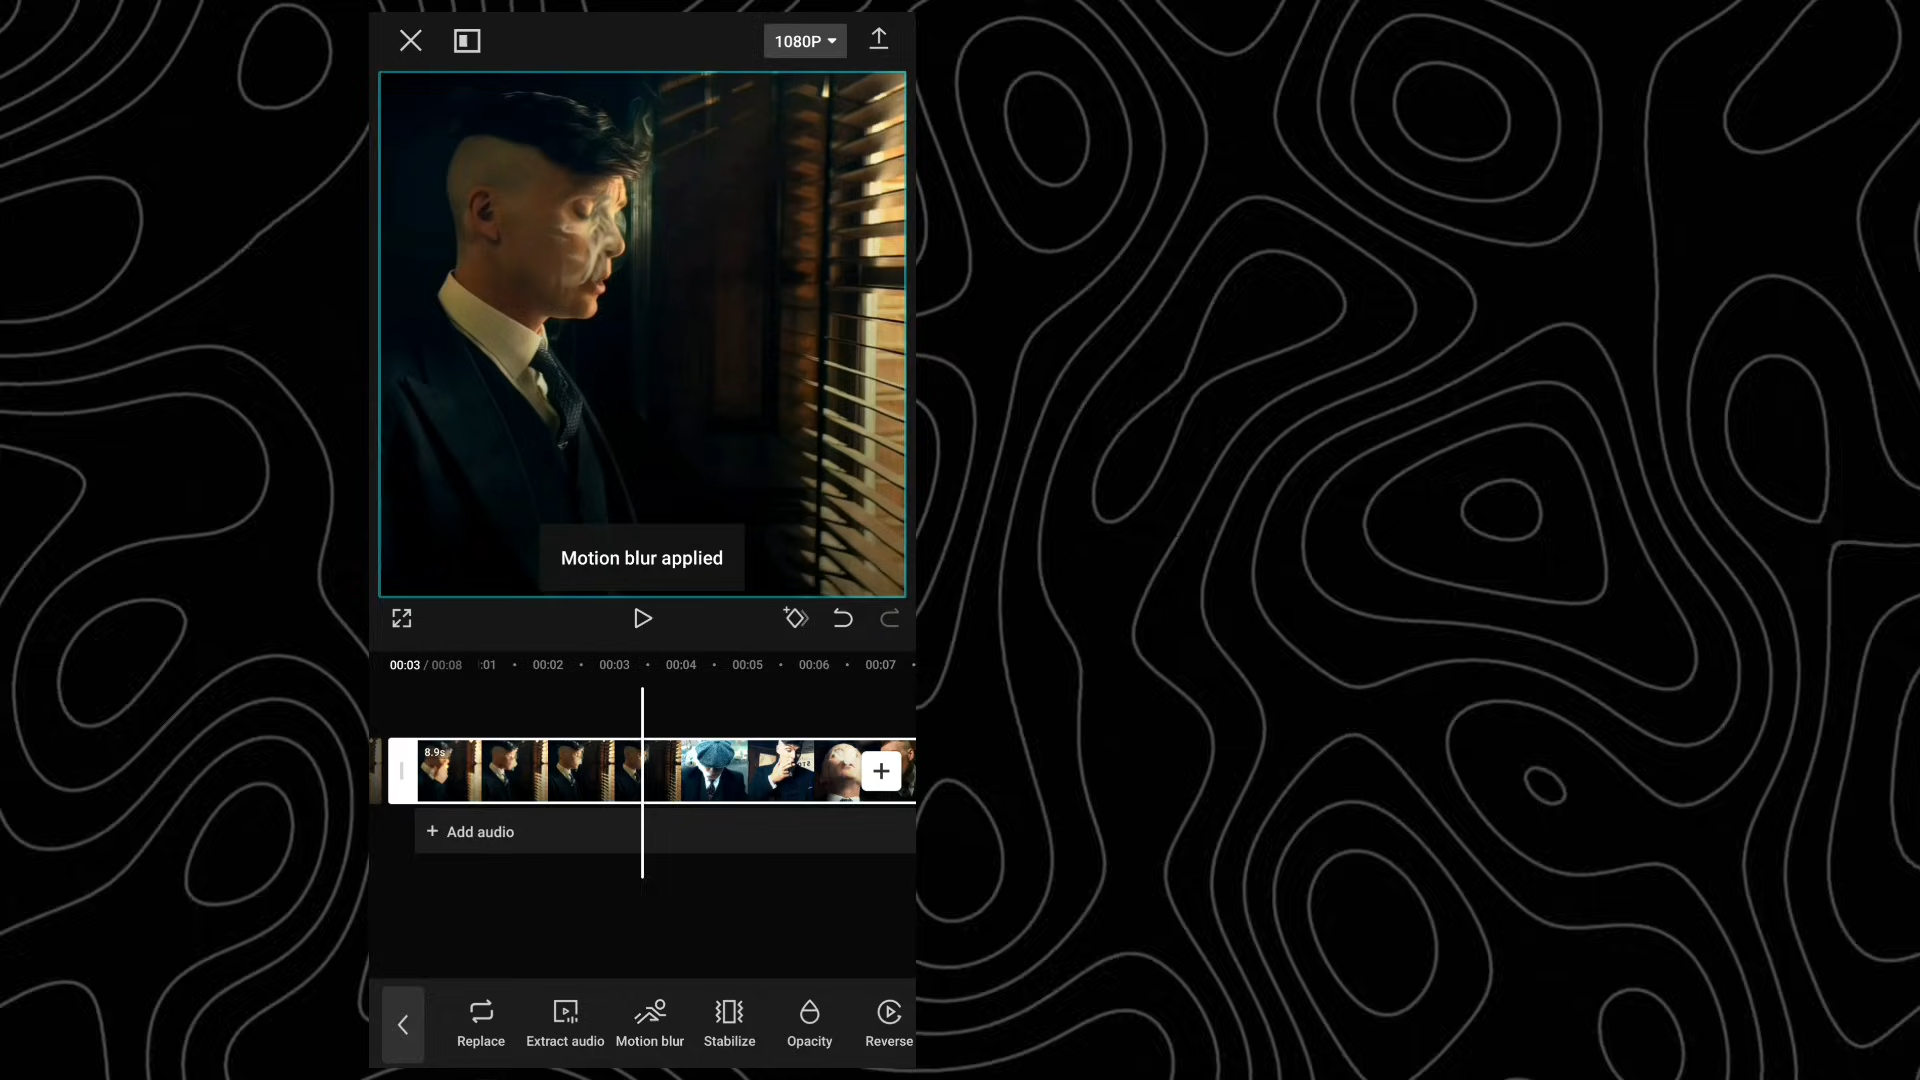 1080P
Motion blur applied
00:03 / 00:08 :01 00:02 00:03 00:04 00:05 00:06 00:07
8.9s
+ Add audio
Replace Extract audio Motion blur Stabilize Opacity Reverse